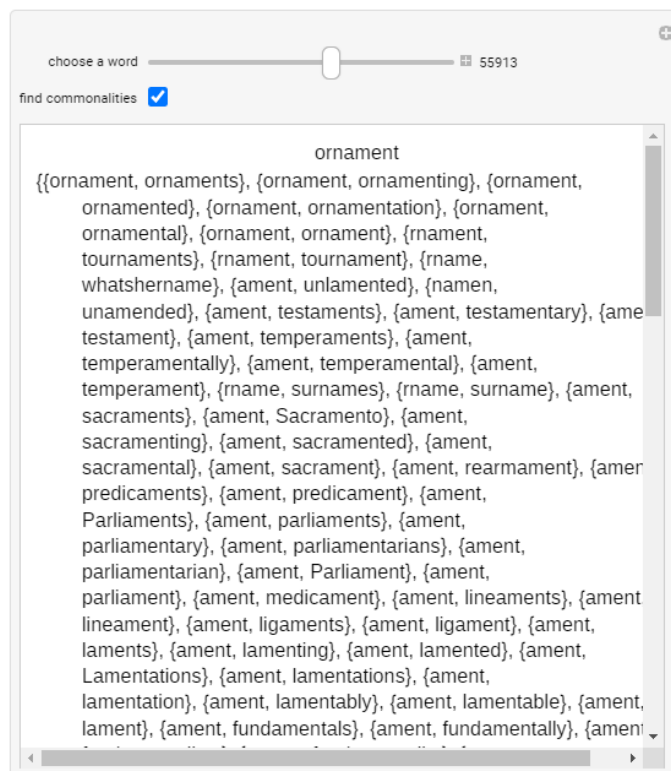 choose a word 55913
find commonalities
ornament
{{ornament, ornaments}, {ornament, ornamenting}, {ornament,
ornamented}, {ornament, ornamentation}, {ornament,
ornamental}, {ornament, ornament}, {rnament,
tournaments}, {rnament, tournament}, {rname,
whatshername}, {ament, unlamented}, {namen,
unamended}, {ament, testaments}, {ament, testamentary}, {ame
testament}, {ament, temperaments}, {ament,
temperamentally}, {ament, temperamental}, {ament,
temperament}, {rname, surnames}, {rname, surname}, {ament,
sacraments}, {ament, Sacramento}, {ament,
sacramenting}, {ament, sacramented}, {ament,
sacramental}, {ament, sacrament}, {ament, rearmament}, {amen
predicaments}, {ament, predicament}, {ament,
Parliaments}, {ament, parliaments}, {ament,
parliamentary}, {ament, parliamentarians}, {ament,
parliamentarian}, {ament, Parliament}, {ament,
parliament}, {ament, medicament}, {ament, lineaments}, {ament
lineament}, {ament, ligaments}, {ament, ligament}, {ament,
laments}, {ament, lamenting}, {ament, lamented}, {ament,
Lamentations}, {ament, lamentations}, {ament,
lamentation}, {ament, lamentably}, {ament, lamentable}, {ament,
lament}, {ament, fundamentals}, {ament, fundamentally}, {ament